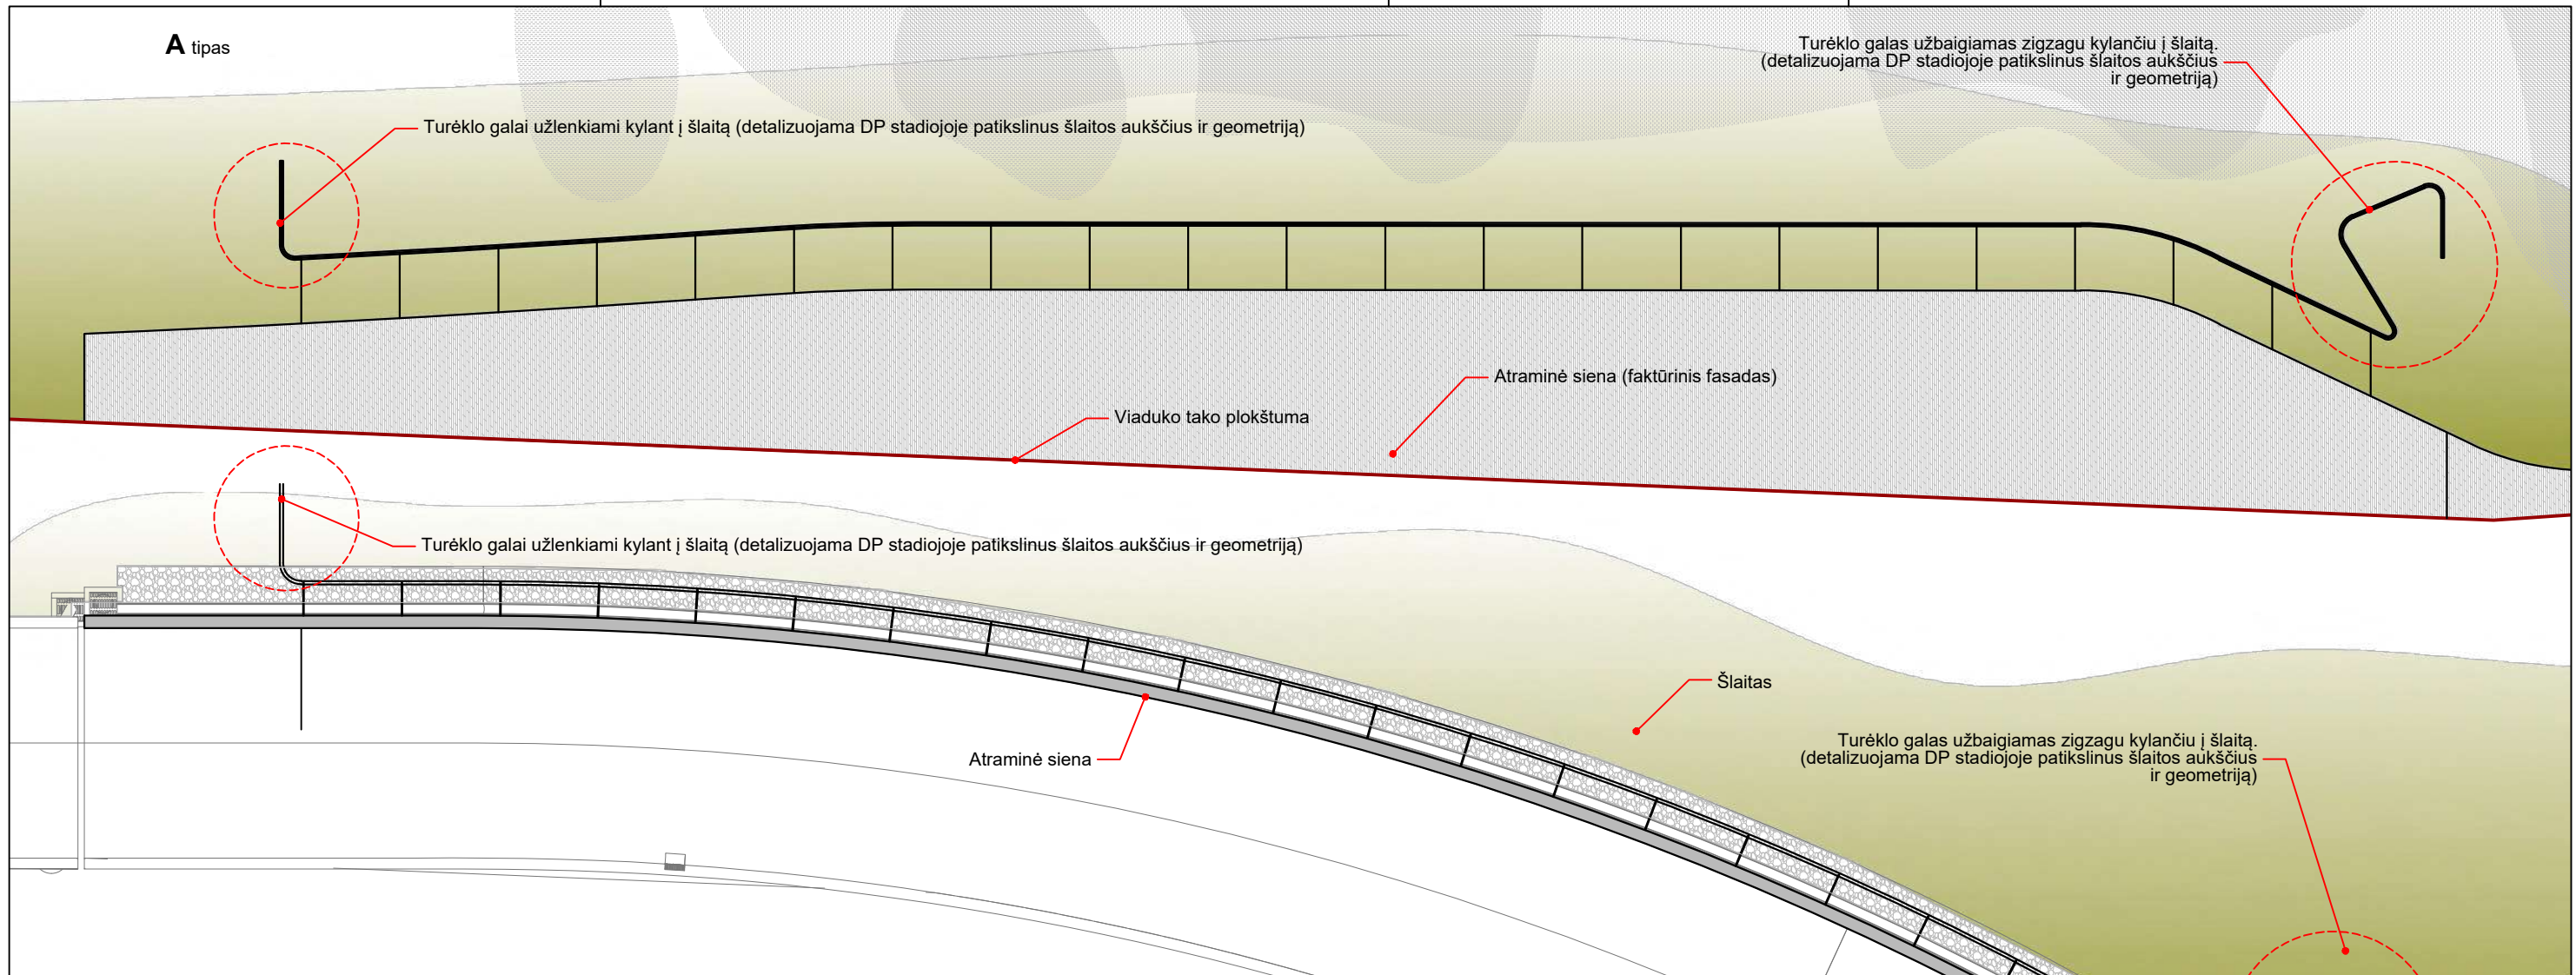 A tipas
Turėklo galas užbaigiamas zigzagu kylančiu į šlaitą.
(detalizuojama DP stadiojoje patikslinus šlaitos aukščius
ir geometriją)
Turėklo galai užlenkiami kylant į šlaitą (detalizuojama DP stadiojoje patikslinus šlaitos aukščius ir geometriją)
Atraminė siena (faktūrinis fasadas)
Viaduko tako plokštuma
Turėklo galai užlenkiami kylant į šlaitą (detalizuojama DP stadiojoje patikslinus šlaitos aukščius ir geometriją)
Šlaitas
Atraminė siena
Turėklo galas užbaigiamas zigzagu kylančiu į šlaitą.
(detalizuojama DP stadiojoje patikslinus šlaitos aukščius
ir geometriją)